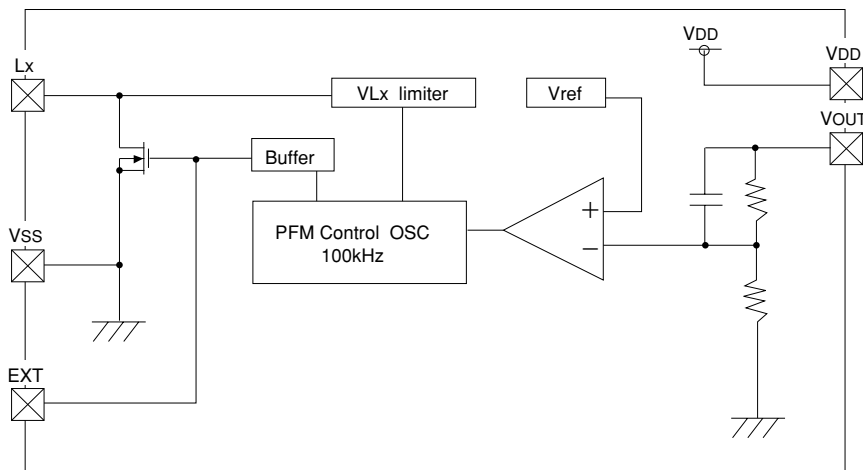 Lx
VDD
VDD
VLx limiter
Vref
VOUT
Buffer
+
PFM Control OSC
100kHz
−
VSS
EXT